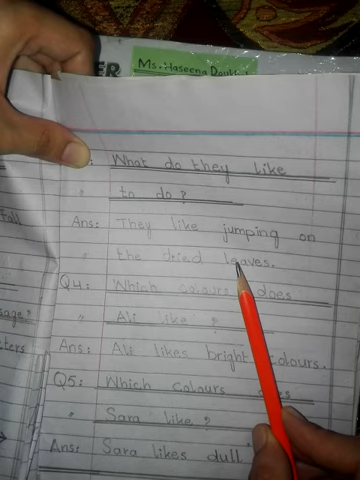 Ms. Haseena
What do they like
" to do?
Ans: They like jumping on
" the dried leaves.
Q4: Which colours does
" Ali like?
Ans: Ali likes bright colours.
Q5: Which colours does
" Sara like?
Ans: Sara likes dull